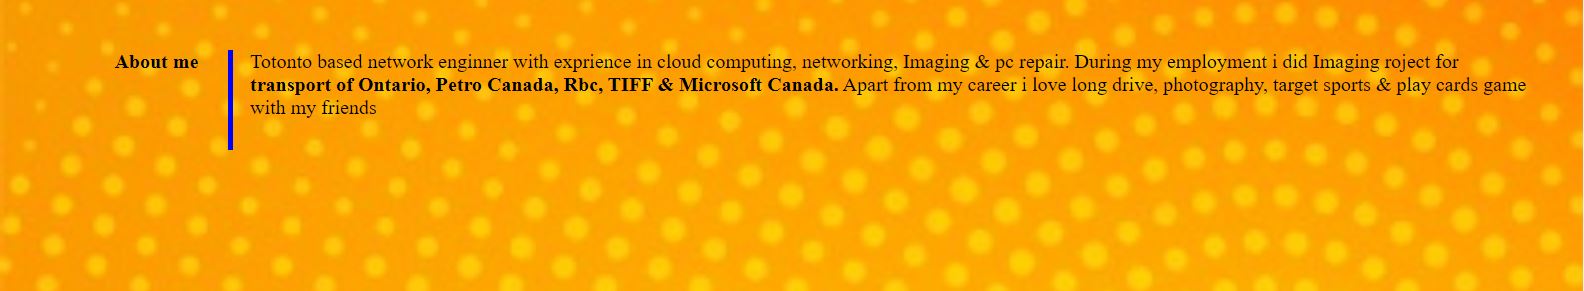 About me
Totonto based network enginner with exprience in cloud computing, networking, Imaging & pc repair. During my employment i did Imaging roject for
transport of Ontario, Petro Canada, Rbc, TIFF & Microsoft Canada. Apart from my career i love long drive, photography, target sports & play cards game
with my friends